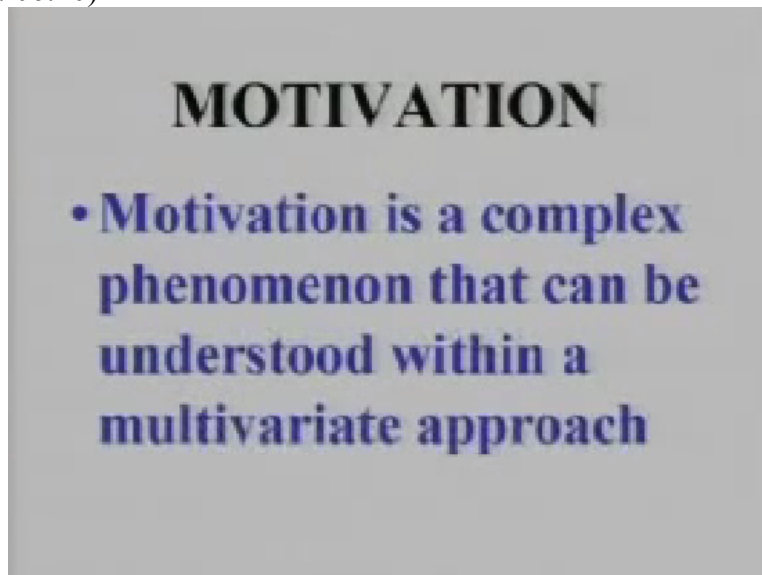 MOTIVATION
• Motivation is a complex
phenomenon that can be
understood within a
multivariate approach